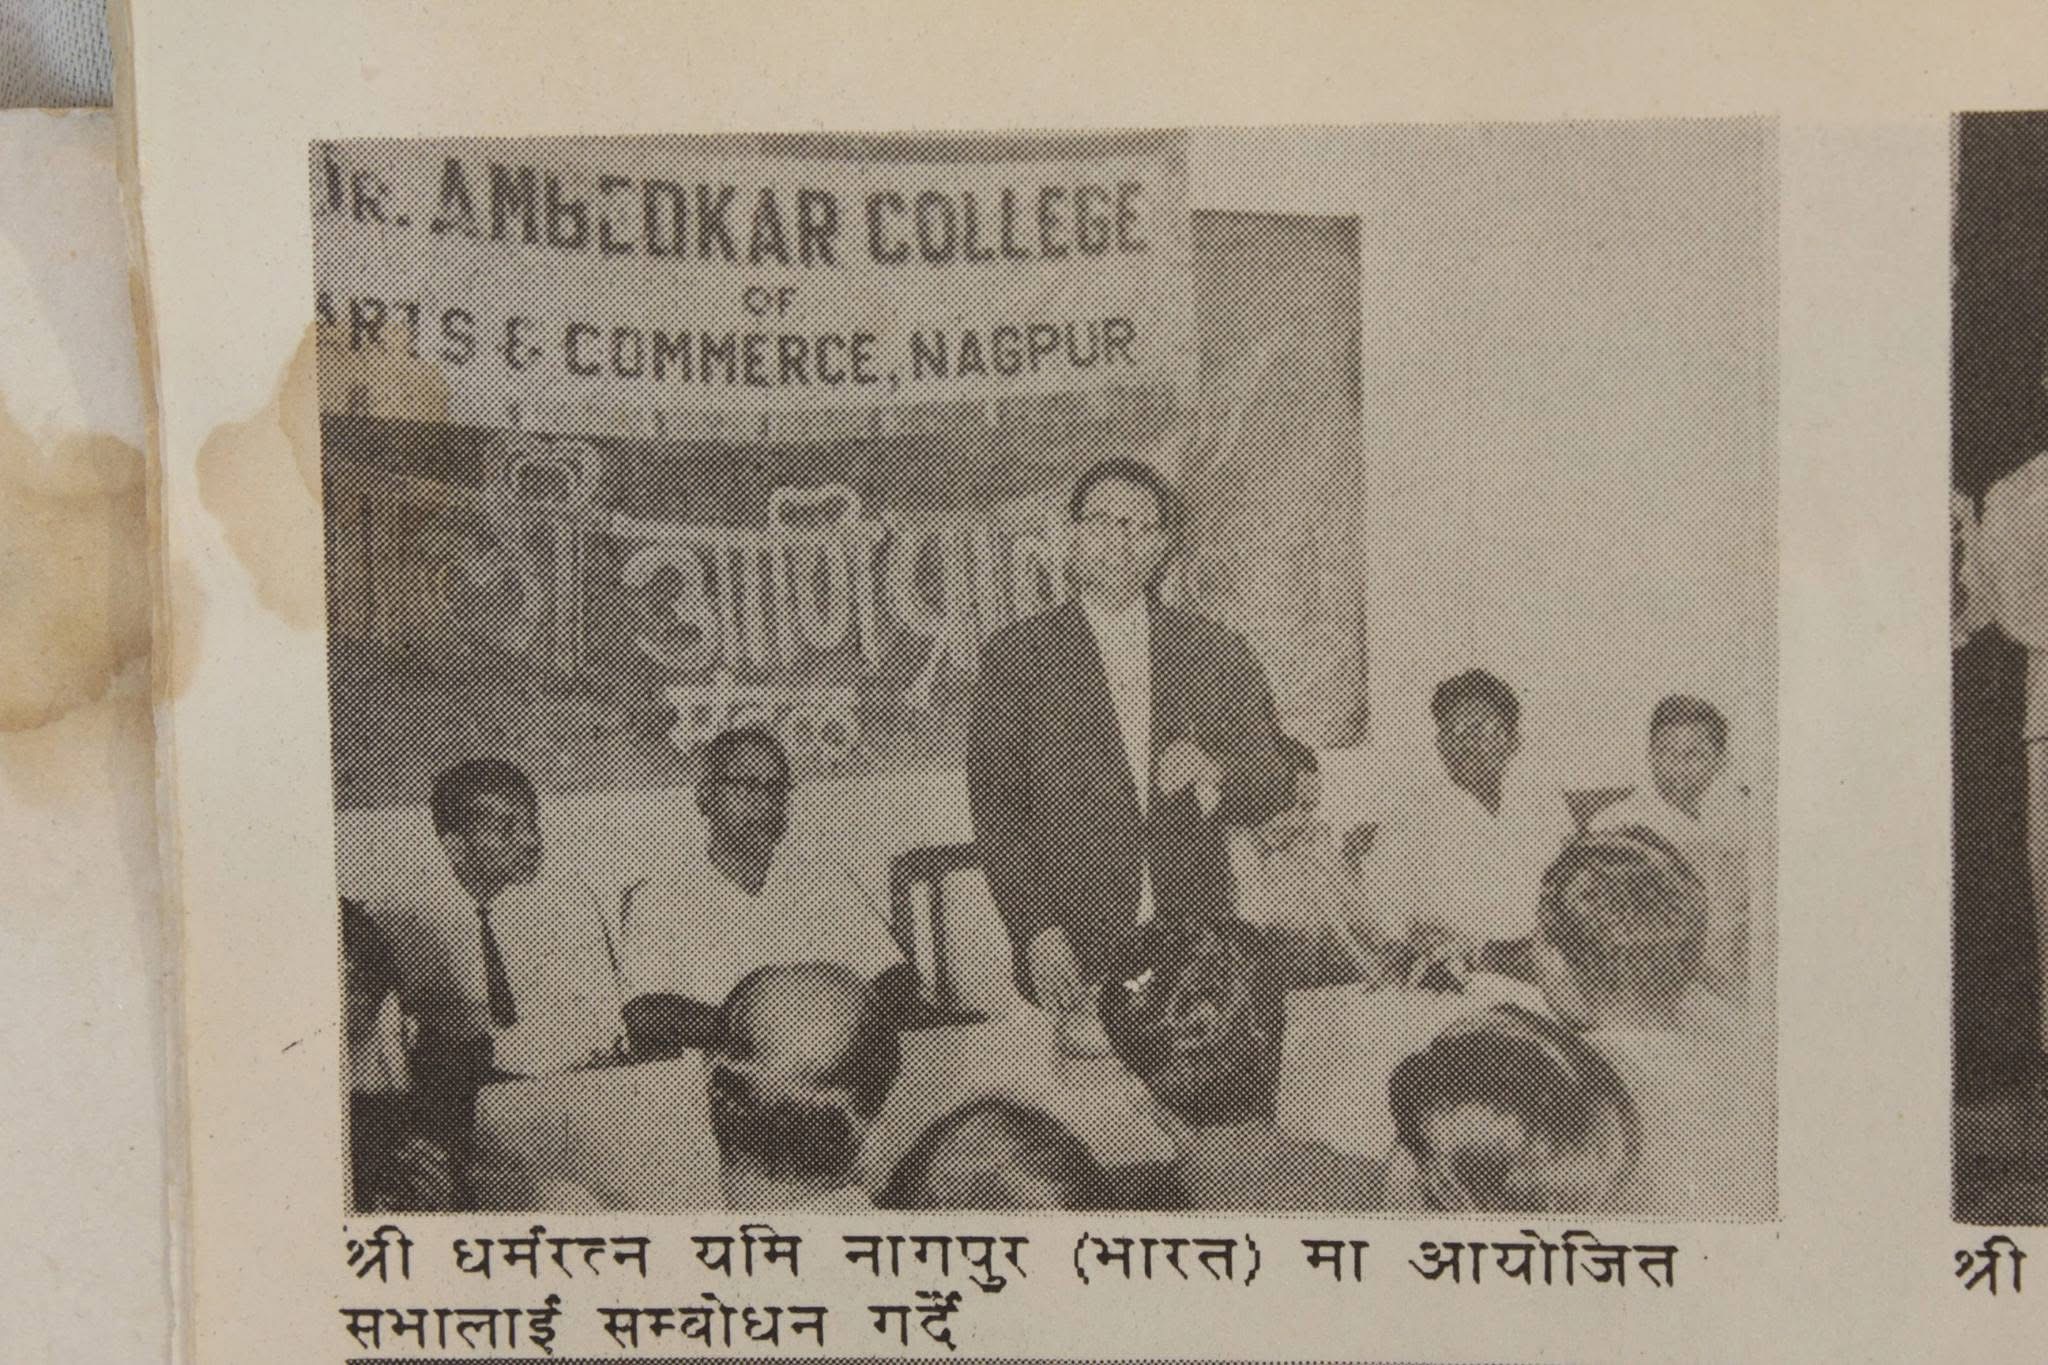 DR. AMBEDKAR COLLEGE
OF
ARTS & COMMERCE, NAGPUR
श्री धर्मरत्न यमि नागपुर (भारत) मा आयोजित
सभालाई सम्वोधन गर्दै
श्री